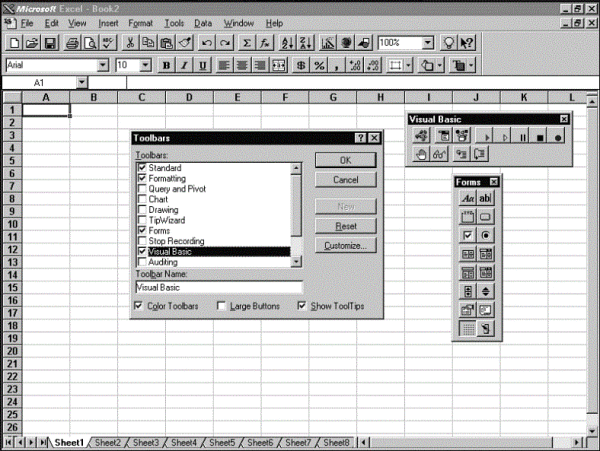 Microsoft Excel - Book2
File Edit View Insert Format Tools Data Window Help
100%
Arial 10 B I U $ % ,
A1
A B C D E F G H I J K L
1
2
3
4
5
6
7
8
9
10
11
12
13
14
15
16
17
18
19
20
21
22
23
24
25
26
Toolbars
Toolbars:
Standard
Formatting
Query and Pivot
Chart
Drawing
TipWizard
Forms
Stop Recording
Visual Basic
Auditing
Toolbar Name:
Visual Basic
Color Toolbars Large Buttons Show ToolTips
OK
Cancel
New
Reset
Customize...
Visual Basic
Forms
Aa ab
Sheet1 Sheet2 Sheet3 Sheet4 Sheet5 Sheet6 Sheet7 Sheet8